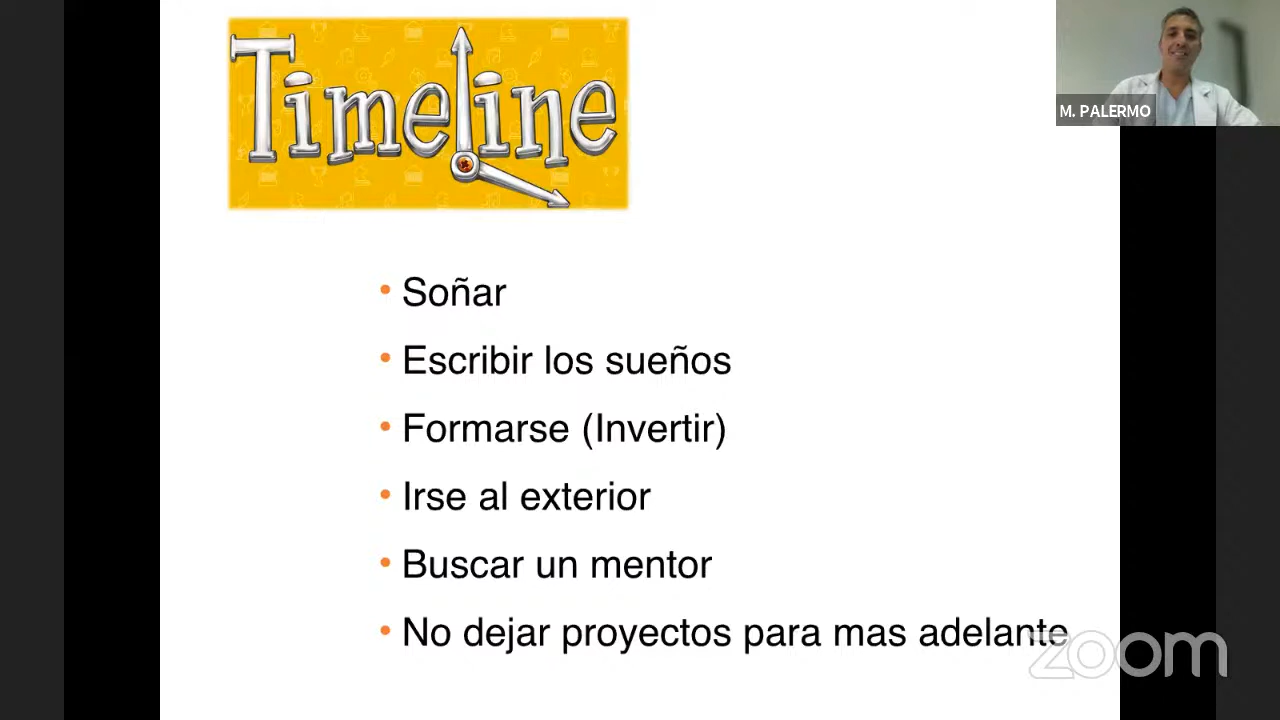 Timeline
M. PALERMO
• Soñar
• Escribir los sueños
• Formarse (Invertir)
• Irse al exterior
• Buscar un mentor
• No dejar proyectos para mas adelante
zoom